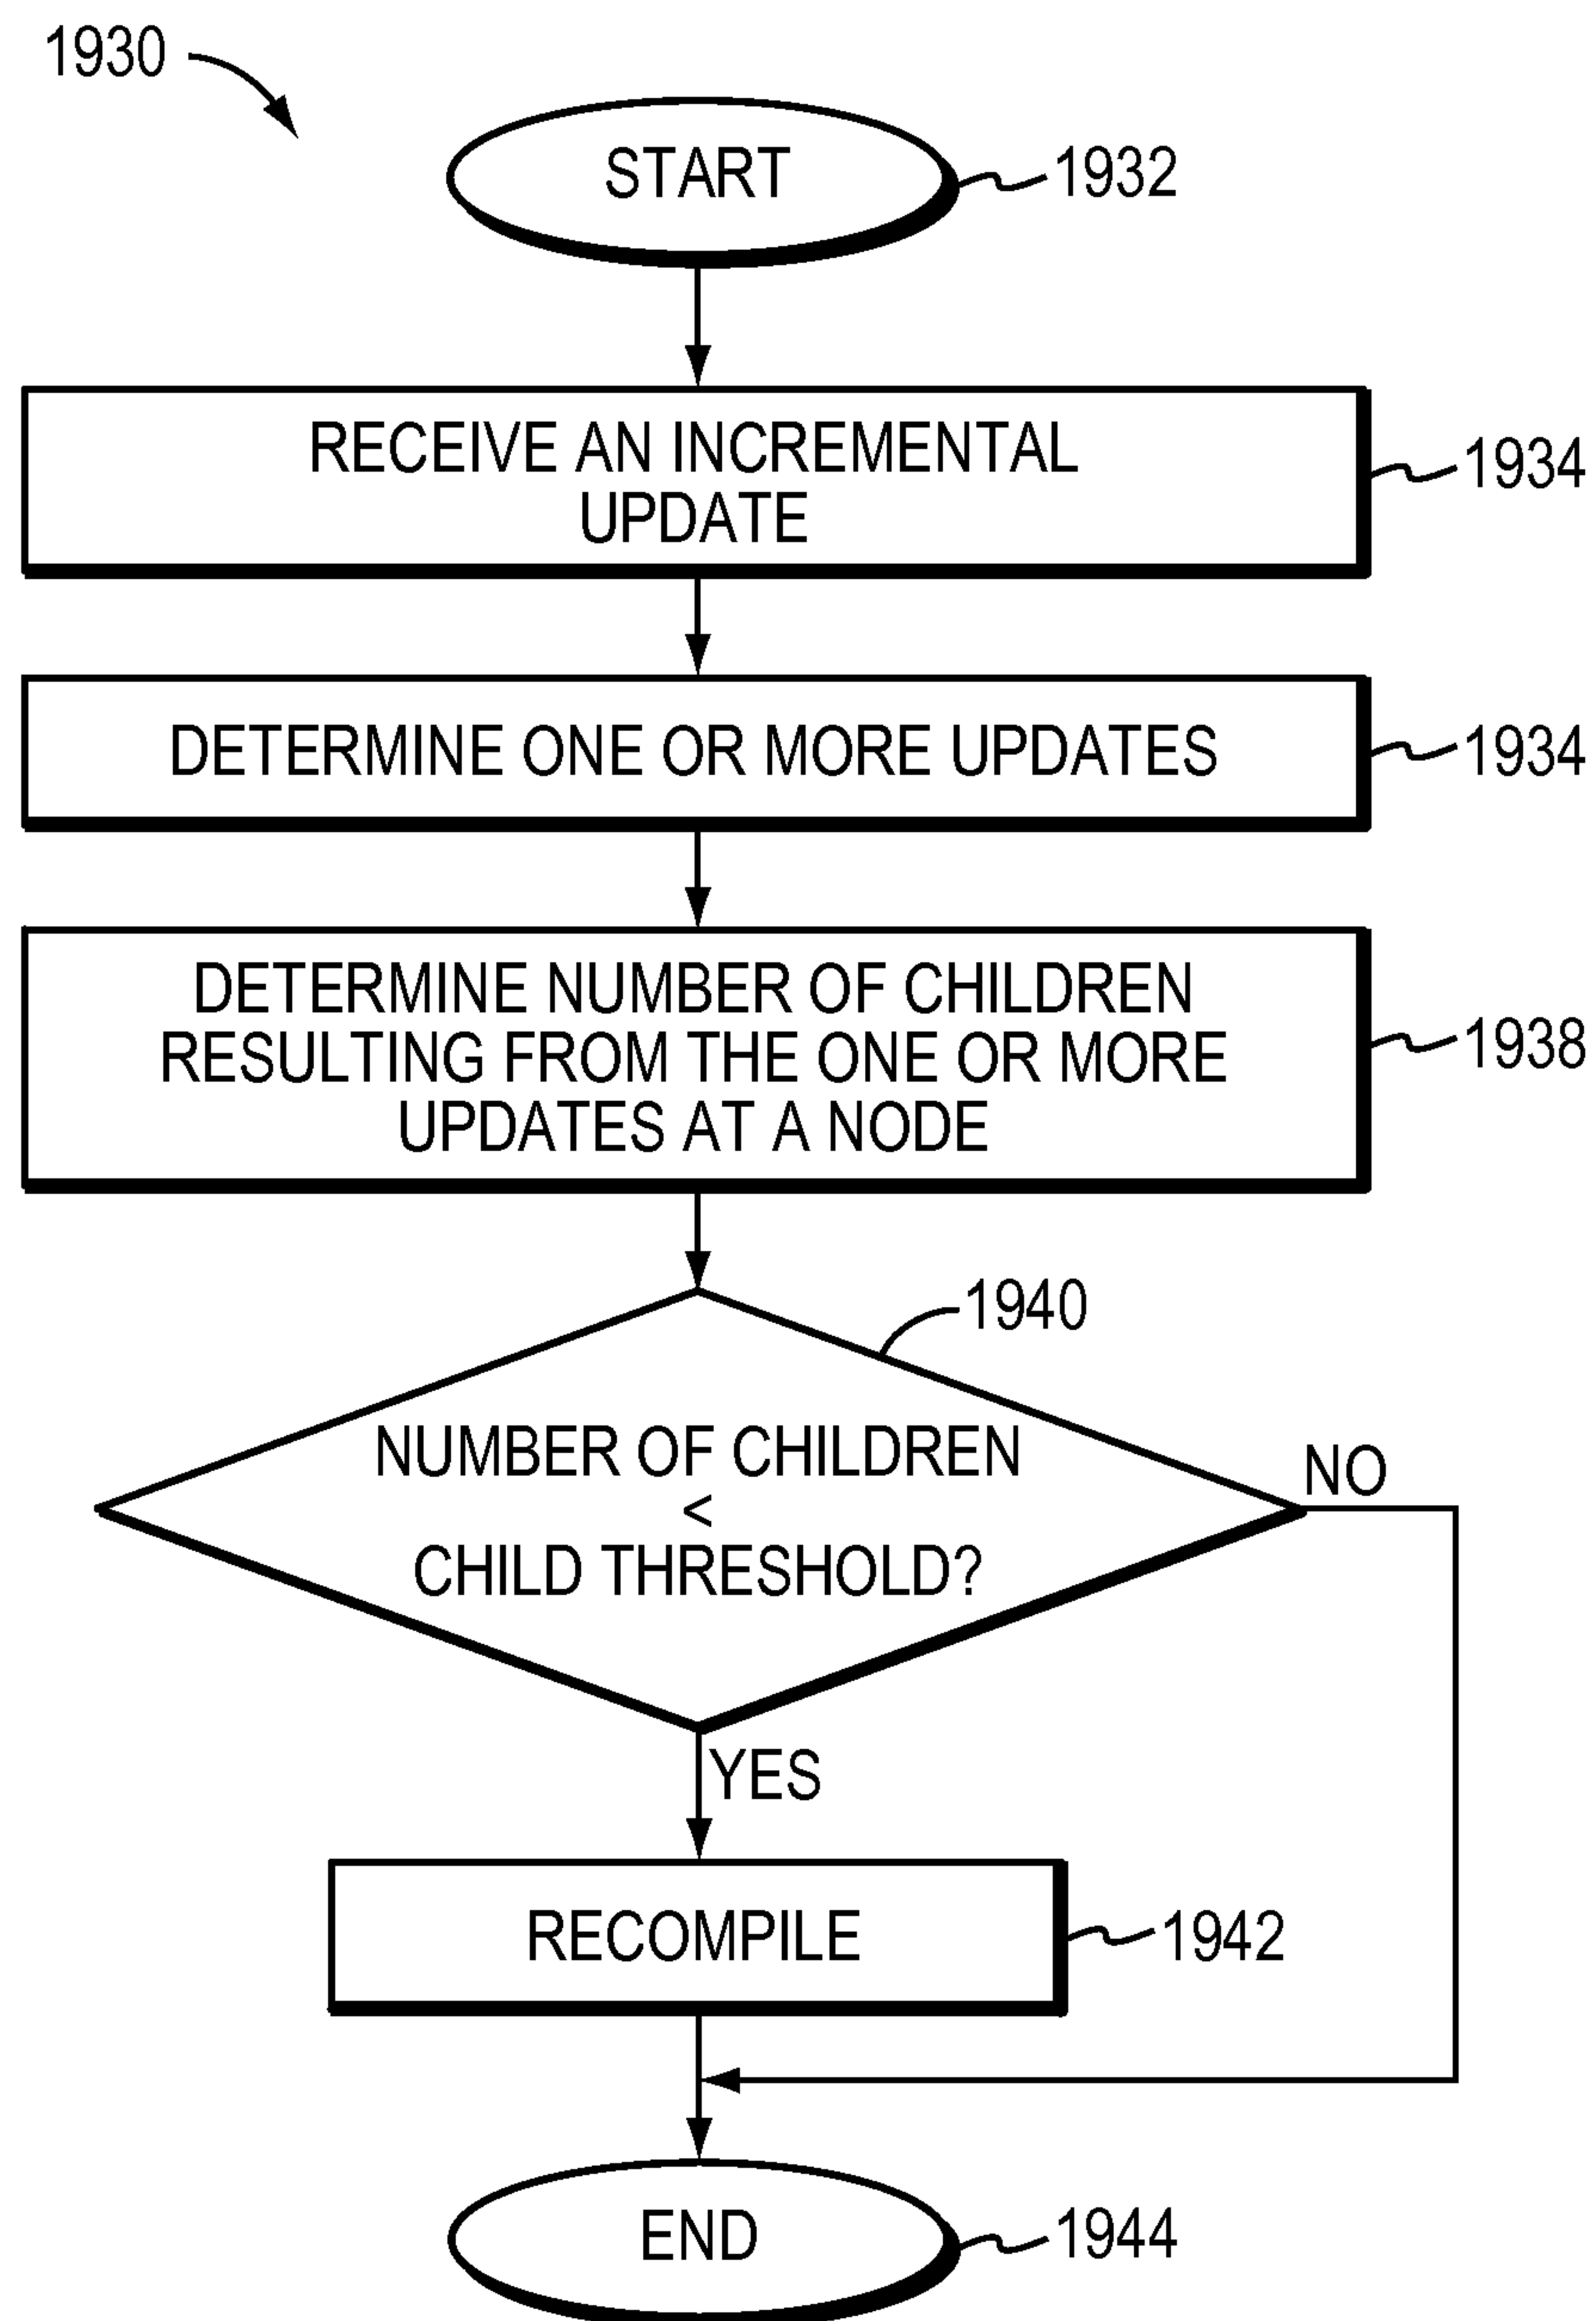 1930
START
1932
RECEIVE AN INCREMENTAL
UPDATE
1934
DETERMINE ONE OR MORE UPDATES
1934
DETERMINE NUMBER OF CHILDREN
RESULTING FROM THE ONE OR MORE
UPDATES AT A NODE
1938
1940
NUMBER OF CHILDREN
<
CHILD THRESHOLD?
NO
YES
RECOMPILE
1942
END
1944